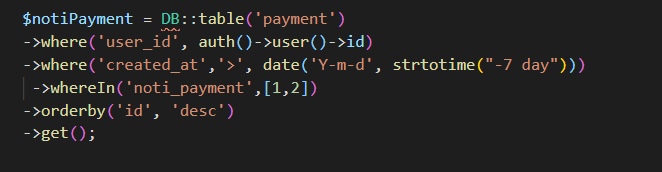 $notiPayment = DB::table('payment')
->where('user_id', auth()->user()->id)
->where('created_at','>', date('Y-m-d', strtotime("-7 day")))
->whereIn('noti_payment',[1,2])
->orderby('id', 'desc')
->get();